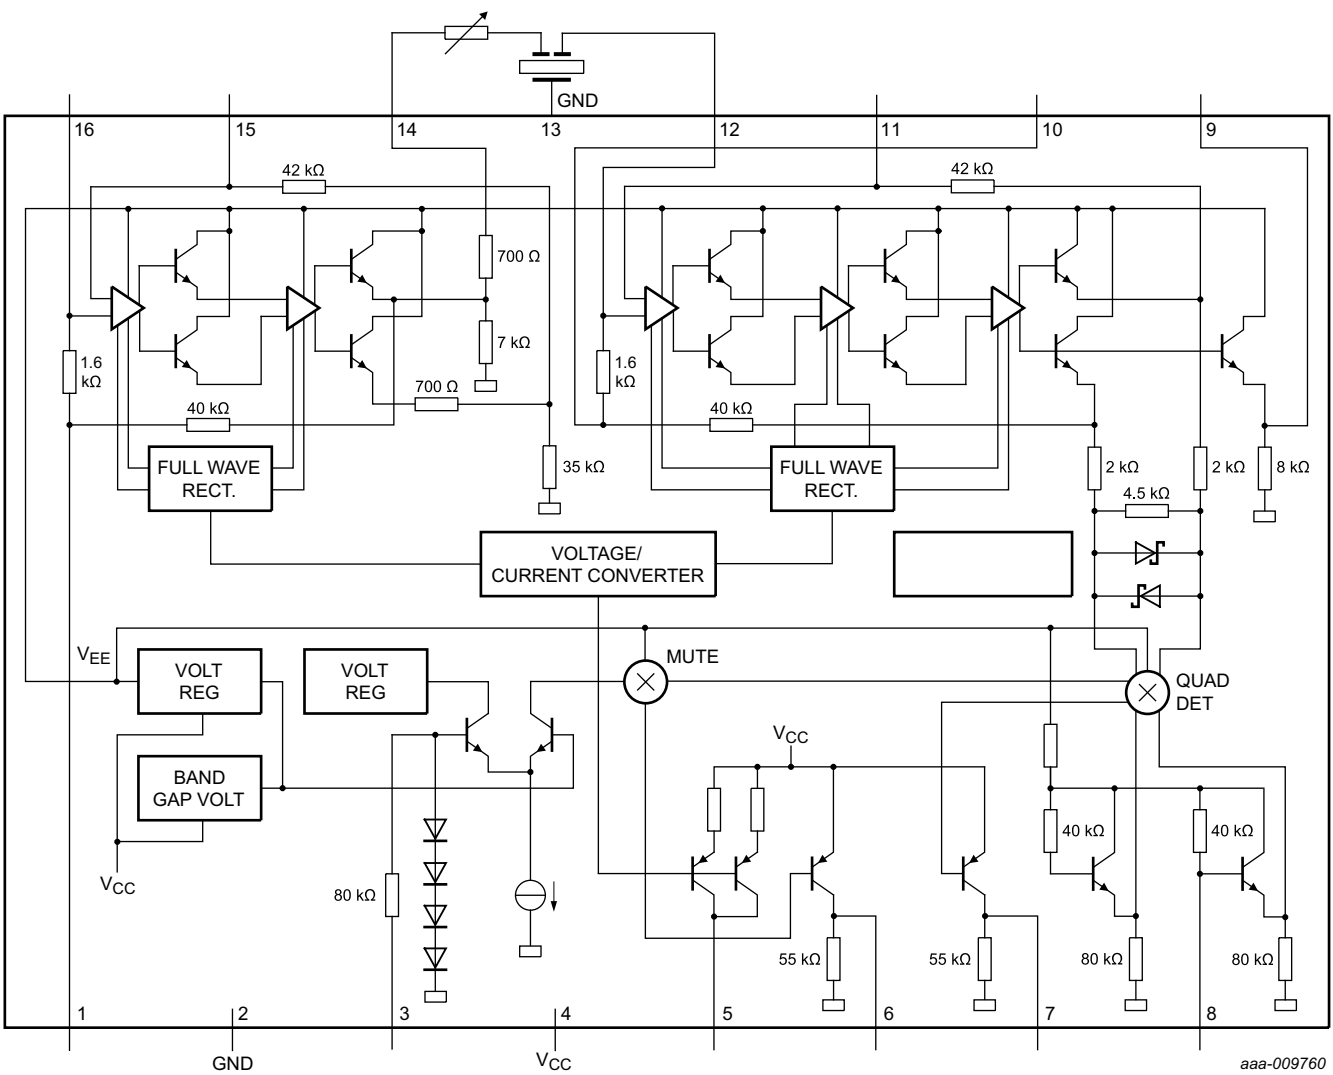 GND
16 15 14 13 12 11 10 9
42 kΩ 42 kΩ
700 Ω
7 kΩ
1.6
kΩ
1.6
kΩ
700 Ω
40 kΩ 40 kΩ
FULL WAVE
RECT.
35 kΩ
FULL WAVE
RECT.
2 kΩ 2 kΩ 8 kΩ
4.5 kΩ
VOLTAGE/
CURRENT CONVERTER
VEE
VOLT
REG
VOLT
REG
MUTE
QUAD
DET
VCC
BAND
GAP VOLT
40 kΩ 40 kΩ
VCC
80 kΩ
55 kΩ 55 kΩ 80 kΩ 80 kΩ
1 2 3 4 5 6 7 8
GND VCC
aaa-009760